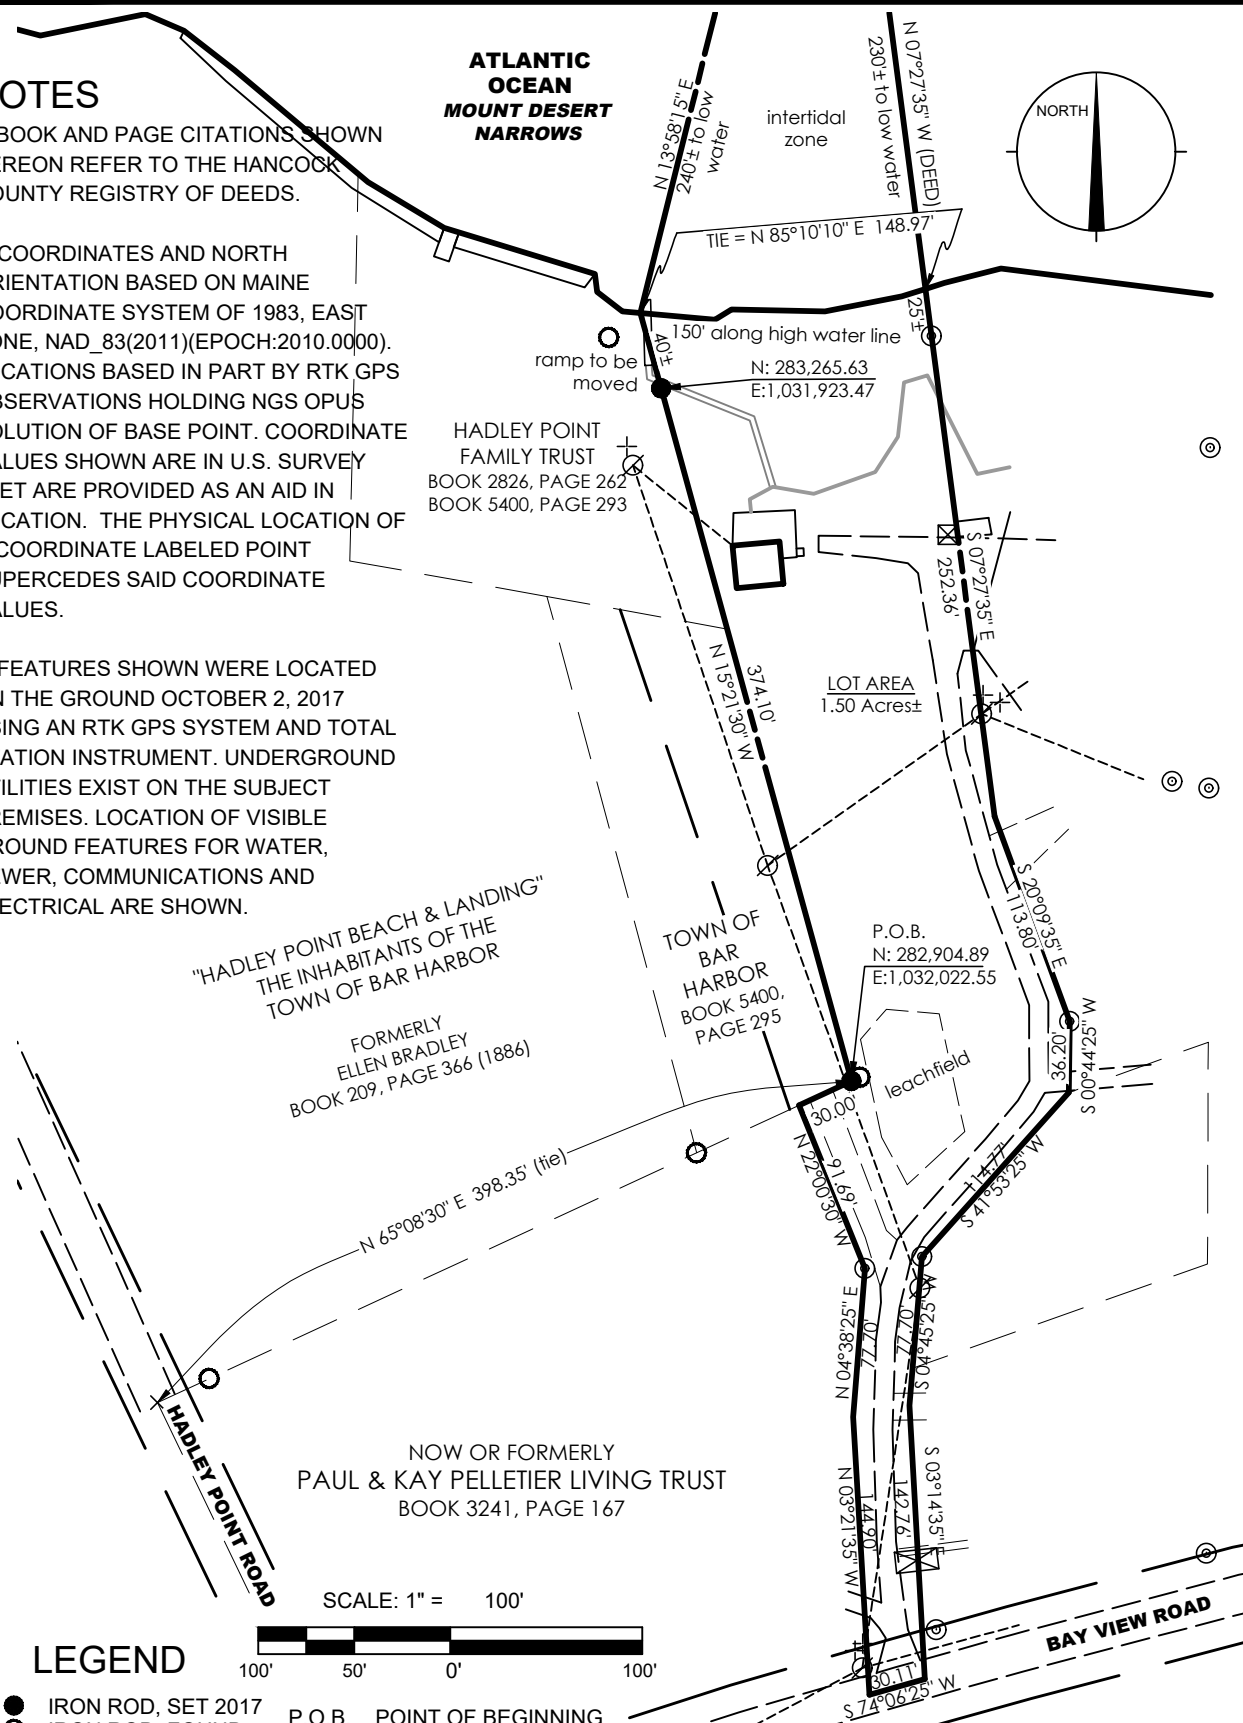 OTES
BOOK AND PAGE CITATIONS SHOWN
EREON REFER TO THE HANCOCK
OUNTY REGISTRY OF DEEDS.
COORDINATES AND NORTH
RIENTATION BASED ON MAINE
OORDINATE SYSTEM OF 1983, EAST
ONE, NAD_83(2011)(EPOCH:2010.0000).
CATIONS BASED IN PART BY RTK GPS
BSERVATIONS HOLDING NGS OPUS
OLUTION OF BASE POINT. COORDINATE
ALUES SHOWN ARE IN U.S. SURVEY
ET ARE PROVIDED AS AN AID IN
CATION. THE PHYSICAL LOCATION OF
COORDINATE LABELED POINT
UPERCEDES SAID COORDINATE
ALUES.
FEATURES SHOWN WERE LOCATED
N THE GROUND OCTOBER 2, 2017
SING AN RTK GPS SYSTEM AND TOTAL
ATION INSTRUMENT. UNDERGROUND
TILITIES EXIST ON THE SUBJECT
REMISES. LOCATION OF VISIBLE
ROUND FEATURES FOR WATER,
EWER, COMMUNICATIONS AND
LECTRICAL ARE SHOWN.
ATLANTIC
OCEAN
MOUNT DESERT
NARROWS
N 13°58'15" E
240'± to low
water
intertidal
zone
N 07°27'35" W (DEED)
230'± to low water
NORTH
TIE = N 85°10'10" E 148.97'
25'±
40'±
150' along high water line
ramp to be
moved
N: 283,265.63
E:1,031,923.47
HADLEY POINT
FAMILY TRUST
BOOK 2826, PAGE 262
BOOK 5400, PAGE 293
S 07°27'35" E
252.36'
374.10'
N 15°21'30" W
LOT AREA
1.50 Acres±
S 20°09'35" E
113.80'
"HADLEY POINT BEACH & LANDING"
THE INHABITANTS OF THE
TOWN OF BAR HARBOR
FORMERLY
ELLEN BRADLEY
BOOK 209, PAGE 366 (1886)
TOWN OF
BAR
HARBOR
BOOK 5400,
PAGE 295
P.O.B.
N: 282,904.89
E:1,032,022.55
36.20'
S 00°44'25" W
leachfield
30.00'
91.69'
N 22°00'30" W
114.77'
S 41°53'25" W
N 65°08'30" E 398.35' (tie)
N 04°38'25" E
77.70'
77.70'
S 04°45'25" W
HADLEY POINT ROAD
NOW OR FORMERLY
PAUL & KAY PELLETIER LIVING TRUST
BOOK 3241, PAGE 167
N 03°21'35" W
144.90'
142.76'
S 03°14'35" E
SCALE: 1" = 100'
100' 50' 0' 100'
BAY VIEW ROAD
30.11'
S 74°06'25" W
LEGEND
IRON ROD, SET 2017
P.O.B. POINT OF BEGINNING
IRON ROD, FOUND